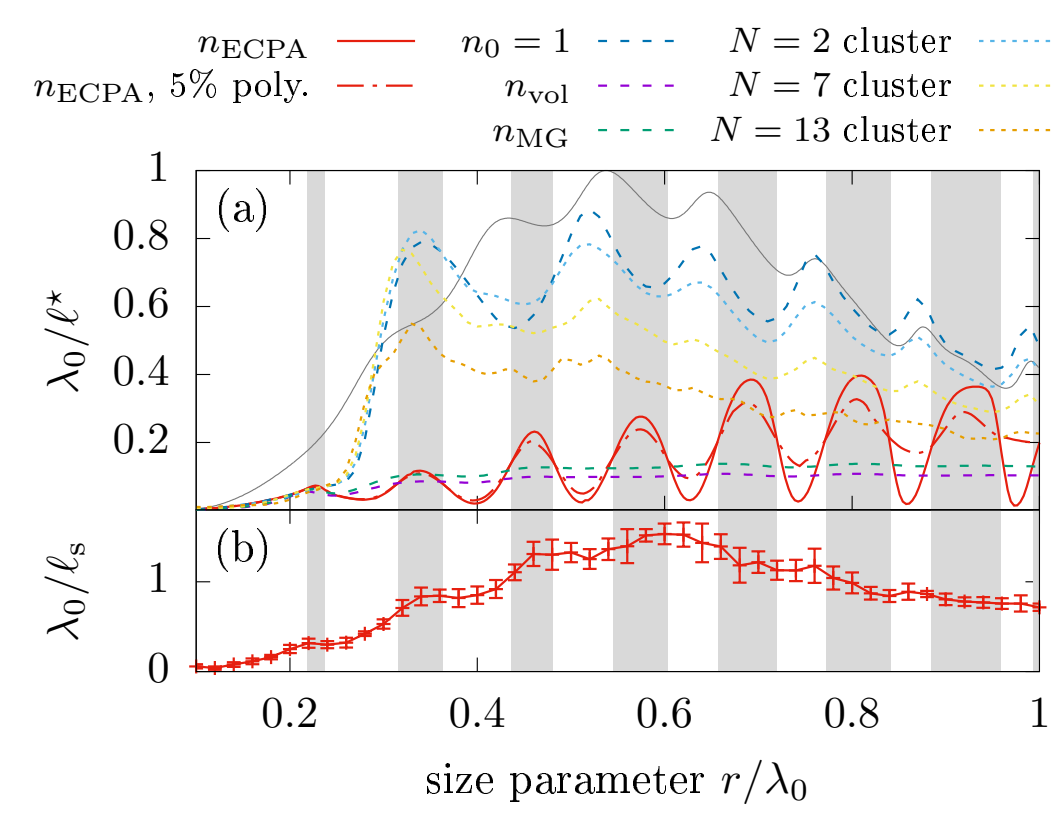 n_ECPA n_0 = 1 N = 2 cluster
n_ECPA, 5% poly. n_vol N = 7 cluster
n_MG N = 13 cluster
(a)
1
0.8
0.6
0.4
0.2
λ_0/ℓ*
(b)
1
0
λ_0/ℓ_s
0.2 0.4 0.6 0.8 1
size parameter r/λ_0